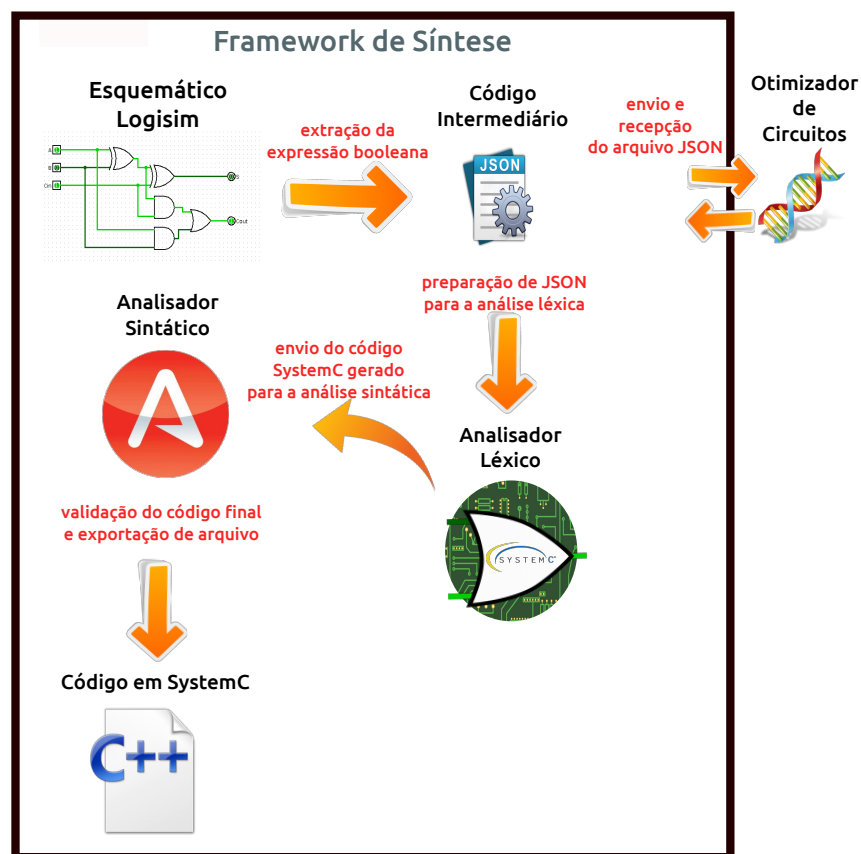 Framework de Síntese
Esquemático
Logisim
extração da
expressão booleana
Código
Intermediário
envio e
recepção
do arquivo JSON
Otimizador
de
Circuitos
A
B
S
Cout
JSON
preparação de JSON
para a análise léxica
Analisador
Sintático
envio do código
SystemC gerado
para a análise sintática
Analisador
Léxico
SYSTEM C
validação do código final
e exportação de arquivo
Código em SystemC
C++